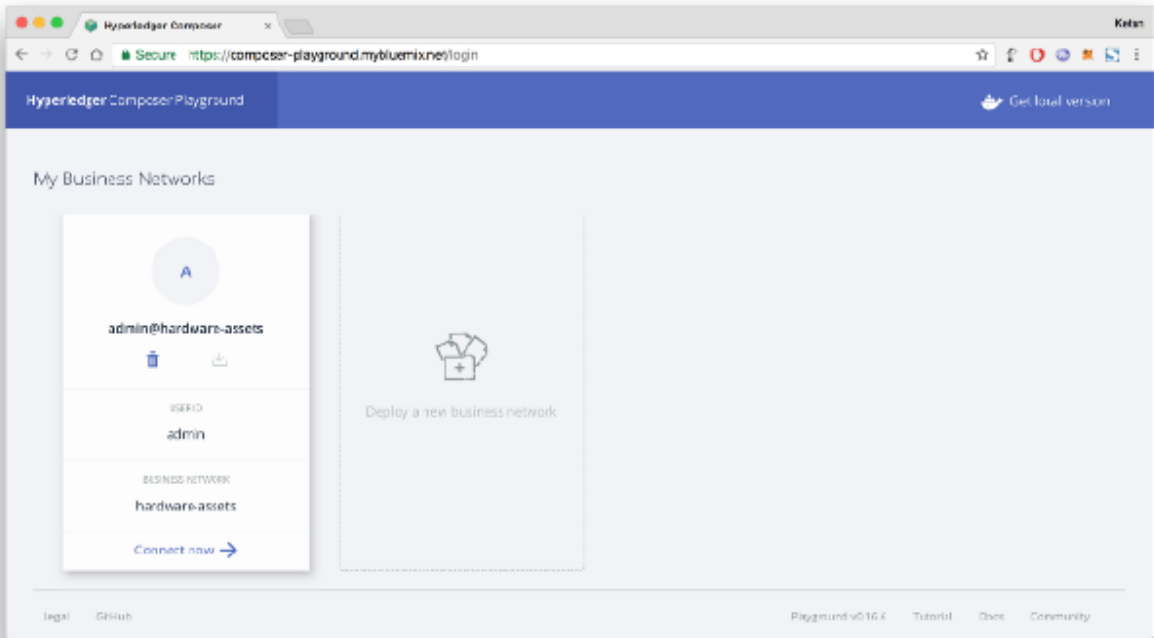 Hyperledger Composer ×
Ketan
Secure https://composer-playground.mybluemix.net/login
Hyperledger Composer Playground
Get local version
My Business Networks
A
admin@hardware-assets
USER ID
admin
BUSINESS NETWORK
hardware-assets
Connect now
Deploy a new business network
Legal GitHub
Playground v0.16.6 Tutorial Docs Community